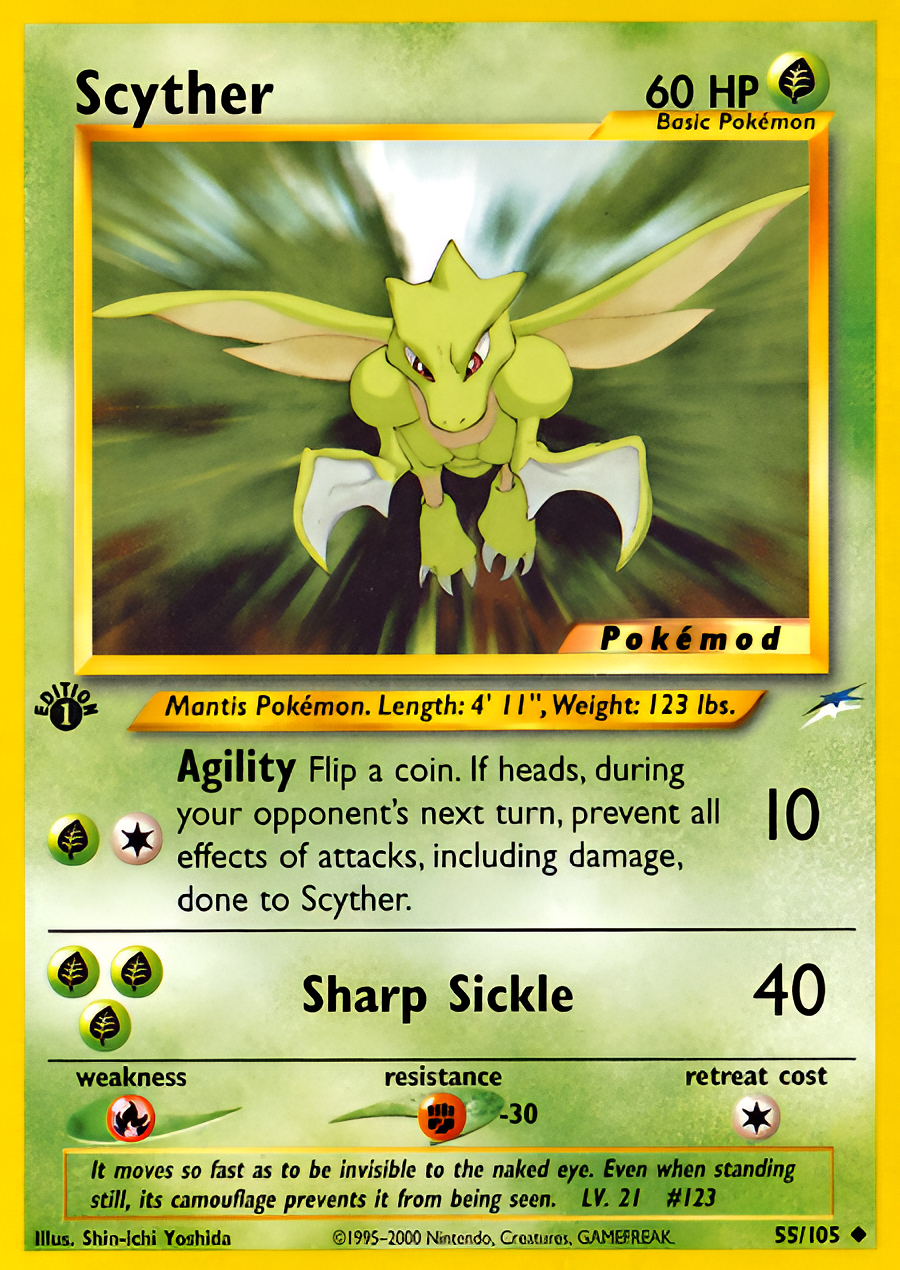 Scyther
60 HP
Basic Pokémon
Pokémod
EDITION
1
Mantis Pokémon. Length: 4' 11", Weight: 123 lbs.
Agility Flip a coin. If heads, during
your opponent's next turn, prevent all
effects of attacks, including damage,
done to Scyther.
10
Sharp Sickle
40
weakness
resistance
retreat cost
-30
It moves so fast as to be invisible to the naked eye. Even when standing
still, its camouflage prevents it from being seen. LV. 21 #123
Illus. Shin-ichi Yoshida
©1995-2000 Nintendo, Creatures, GAMEFREAK.
55/105